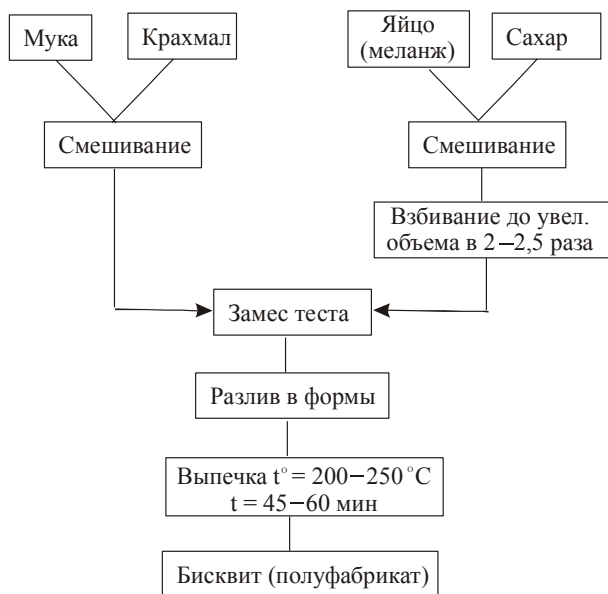 Мука
Крахмал
Яйцо
(меланж)
Сахар
Смешивание
Смешивание
Взбивание до увел.
объема в 2–2,5 раза
Замес теста
Разлив в формы
Выпечка t° = 200–250 °C
t = 45–60 мин
Бисквит (полуфабрикат)